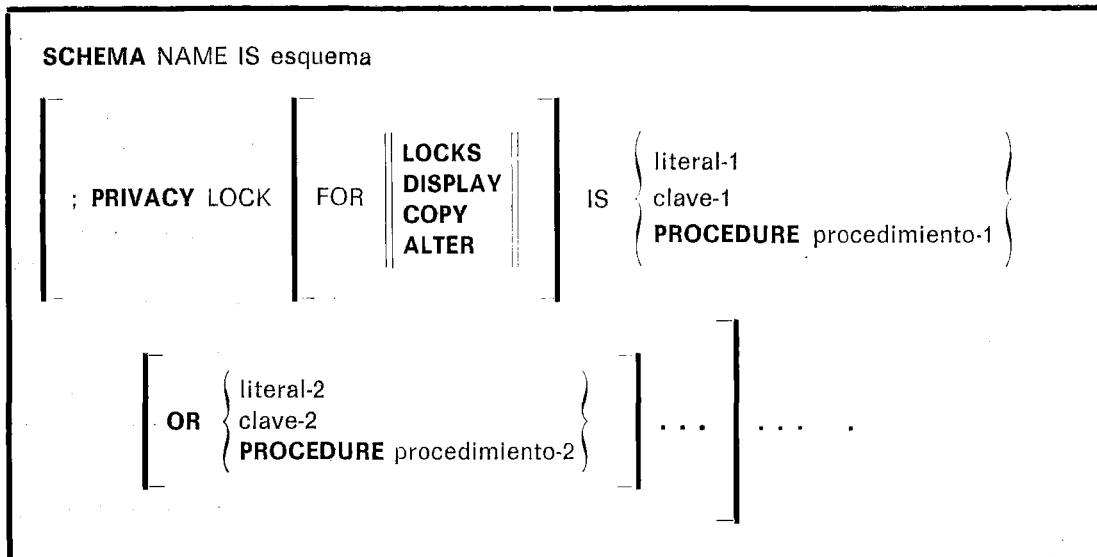 SCHEMA NAME IS esquema
LOCKS
literal-1
DISPLAY
; PRIVACY LOCK FOR IS clave-1
COPY
PROCEDURE procedimiento-1
ALTER
literal-2
OR clave-2 ... ... .
PROCEDURE procedimiento-2